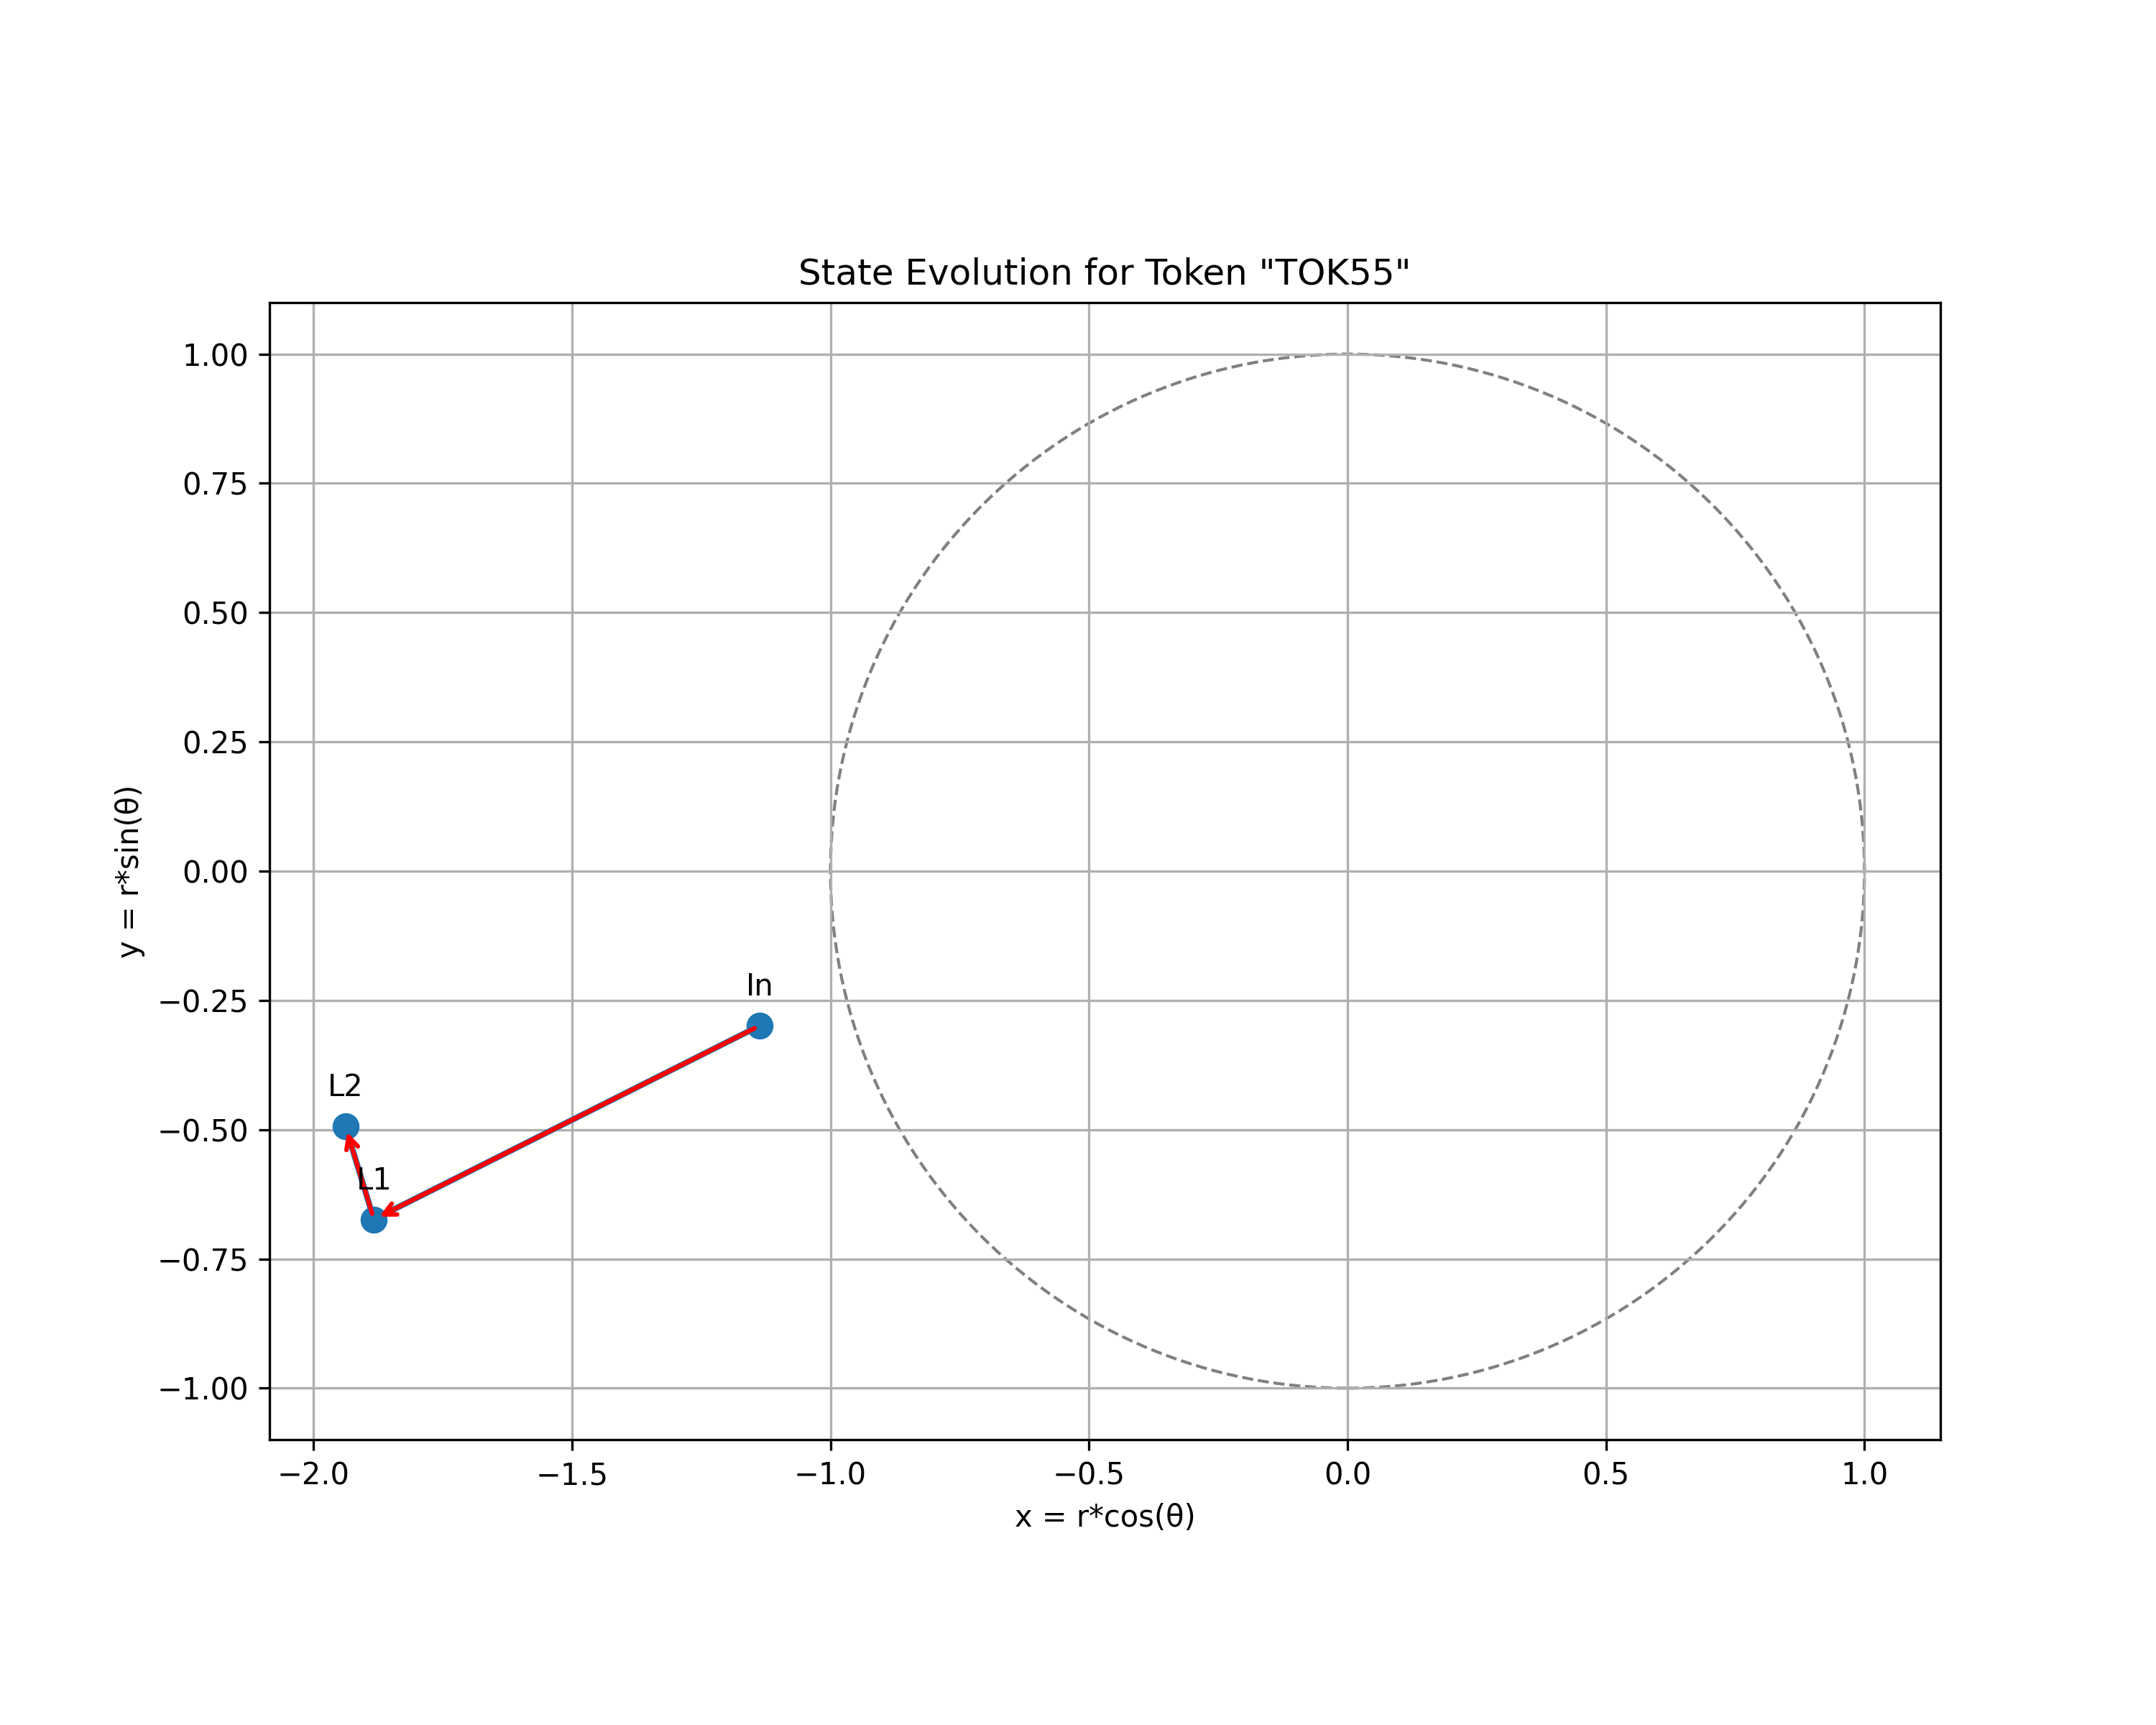 State Evolution for Token "TOK55"
1.00
0.75
0.50
0.25
0.00
−0.25
−0.50
−0.75
−1.00
y = r*sin(θ)
In
L2
L1
−2.0 −1.5 −1.0 −0.5 0.0 0.5 1.0
x = r*cos(θ)